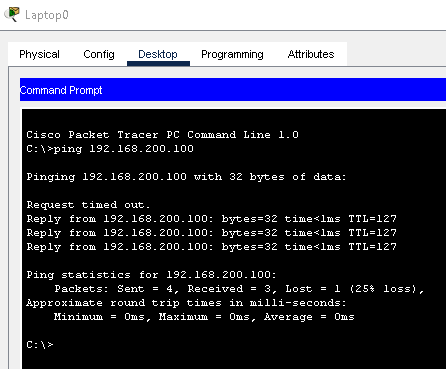 Laptop0
Physical Config Desktop Programming Attributes
Command Prompt
Cisco Packet Tracer PC Command Line 1.0
C:\>ping 192.168.200.100
Pinging 192.168.200.100 with 32 bytes of data:
Request timed out.
Reply from 192.168.200.100: bytes=32 time<1ms TTL=127
Reply from 192.168.200.100: bytes=32 time<1ms TTL=127
Reply from 192.168.200.100: bytes=32 time<1ms TTL=127
Ping statistics for 192.168.200.100:
Packets: Sent = 4, Received = 3, Lost = 1 (25% loss),
Approximate round trip times in milli-seconds:
Minimum = 0ms, Maximum = 0ms, Average = 0ms
C:\>